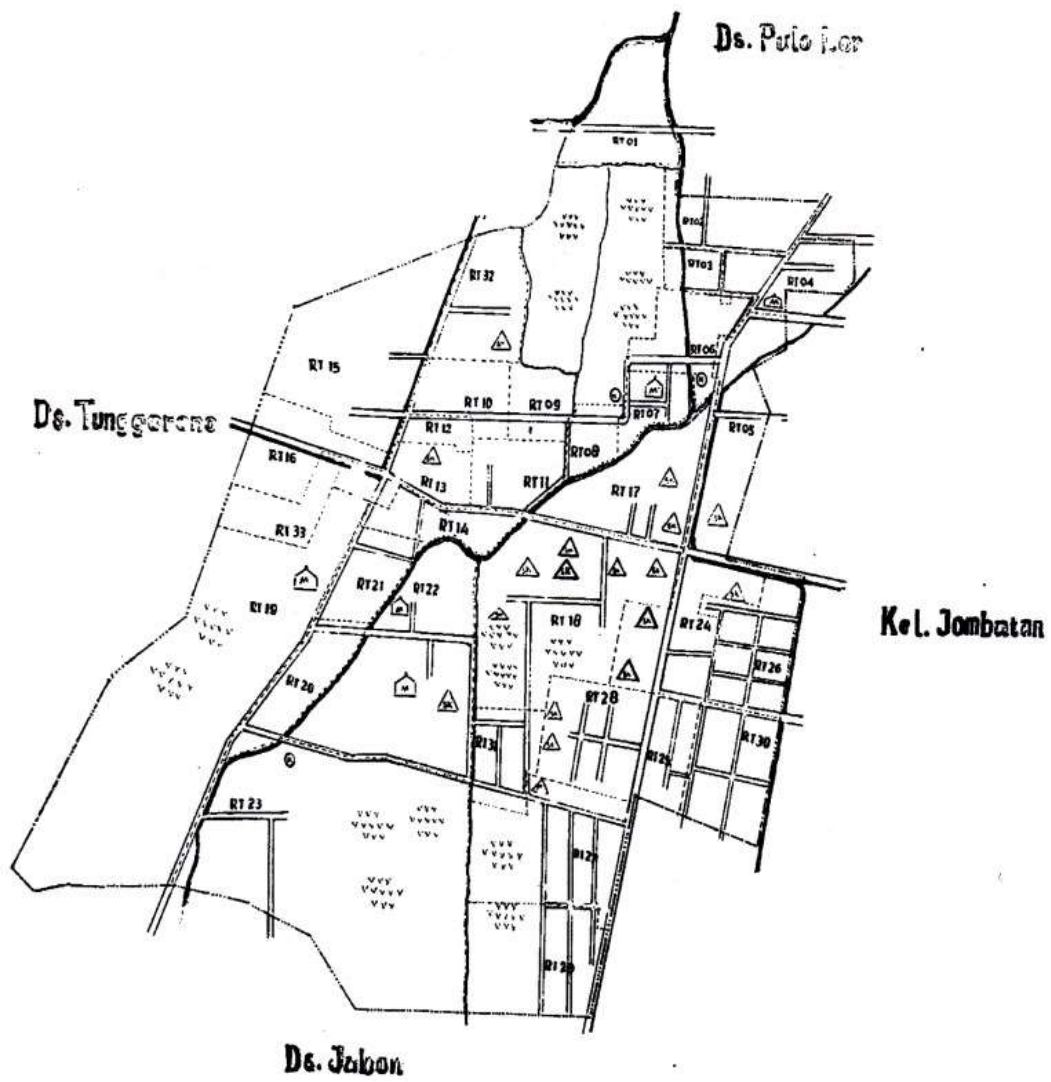 Ds. Pulo Lor
RT 01
RT 02
RT 03
RT 32
RT 04
RT 06
RT 15
RT 10
RT 09
RT 07
Ds. Tunggorono
RT 12
RT 05
RT 16
RT 08
RT 13
RT 11
RT 17
RT 14
RT 33
RT 21
RT 22
RT 19
RT 18
RT 24
Kel. Jombatan
RT 26
RT 20
RT 28
RT 31
RT 30
RT 25
RT 23
RT 27
RT 29
Ds. Jabon